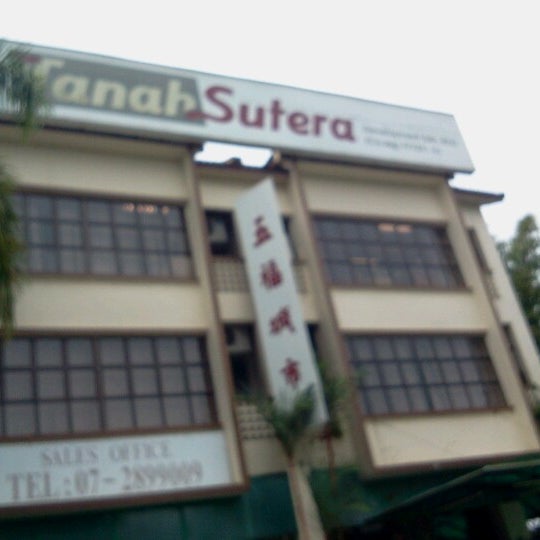 Tanah Sutera
五福城市
SALES OFFICE
TEL: 07-2899009